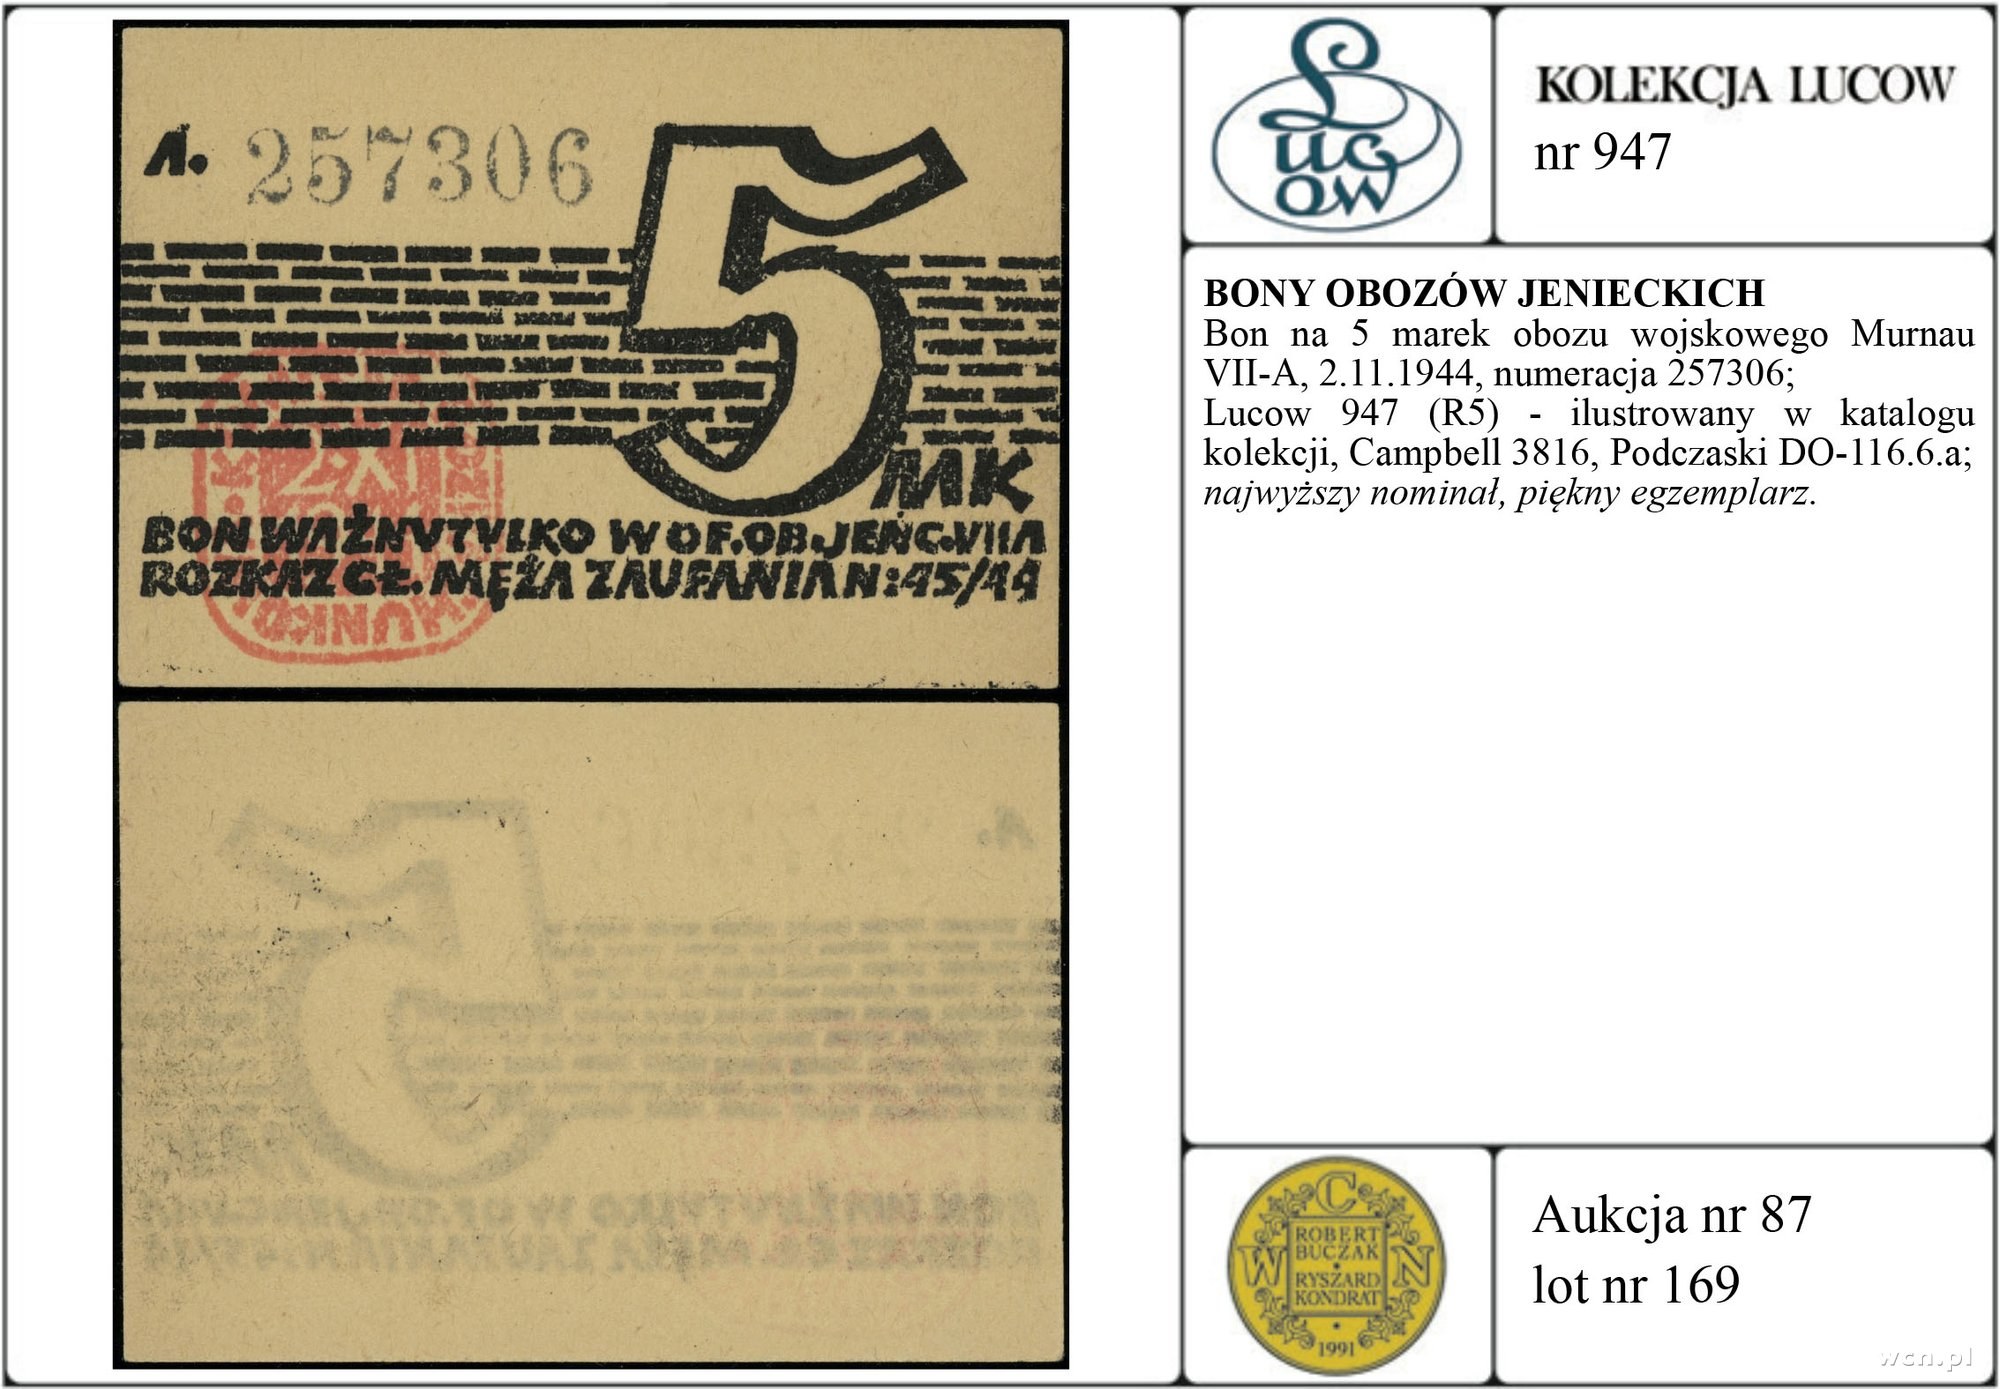 A. 257306
5
MK
BON WAŻNY TYLKO W OF.OB.JEŃC.VIIA
ROZKAZ GŁ. MĘŻA ZAUFANIA N:45/44
Lucow
KOLEKCJA LUCOW
nr 947
BONY OBOZÓW JENIECKICH
Bon na 5 marek obozu wojskowego Murnau
VII-A, 2.11.1944, numeracja 257306;
Lucow 947 (R5) - ilustrowany w katalogu
kolekcji, Campbell 3816, Podczaski DO-116.6.a;
najwyższy nominał, piękny egzemplarz.
W C N
ROBERT
BUCZAK
RYSZARD
KONDRAT
1991
Aukcja nr 87
lot nr 169
wcn.pl